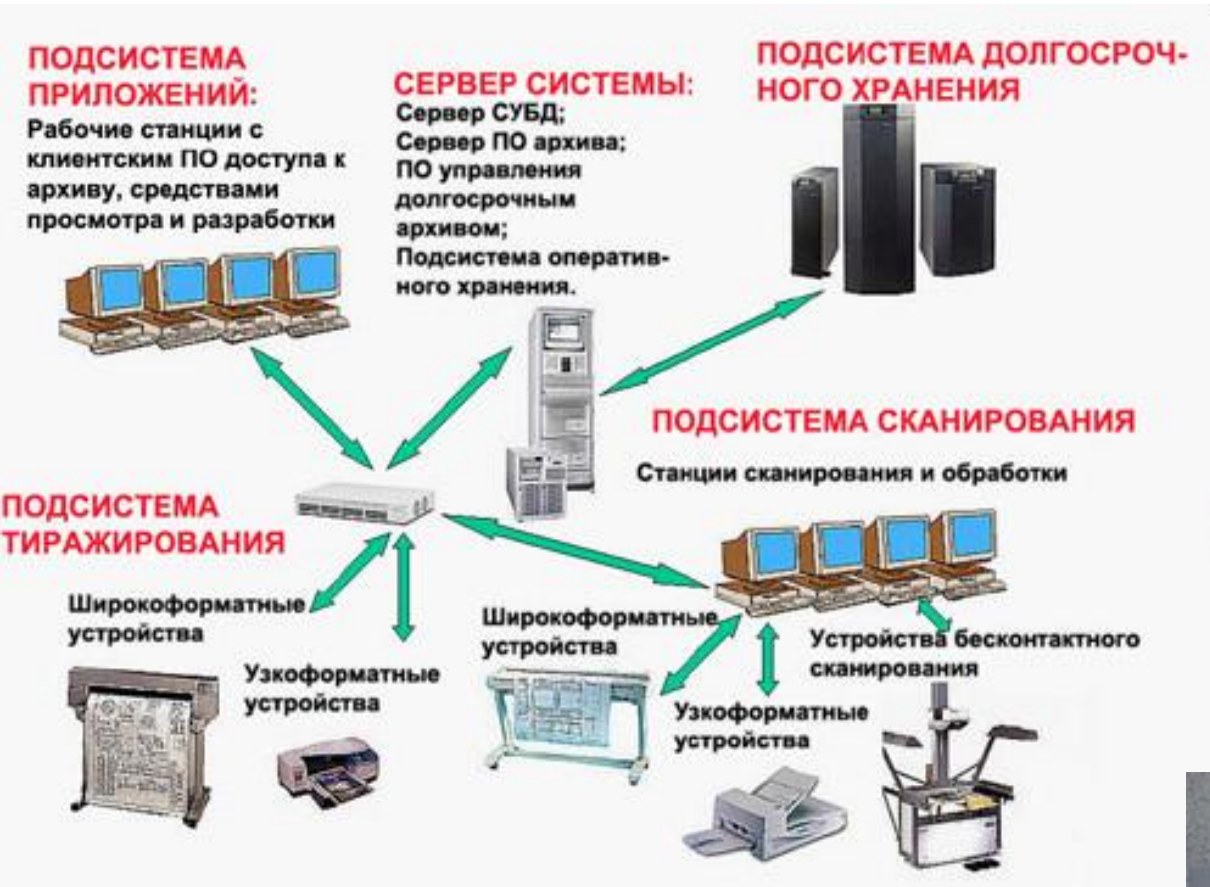 ПОДСИСТЕМА
ПРИЛОЖЕНИЙ:
Рабочие станции с
клиентским ПО доступа к
архиву, средствами
просмотра и разработки
СЕРВЕР СИСТЕМЫ:
Сервер СУБД;
Сервер ПО архива;
ПО управления
долгосрочным
архивом;
Подсистема оператив-
ного хранения.
ПОДСИСТЕМА ДОЛГОСРОЧ-
НОГО ХРАНЕНИЯ
ПОДСИСТЕМА СКАНИРОВАНИЯ
Станции сканирования и обработки
ПОДСИСТЕМА
ТИРАЖИРОВАНИЯ
Широкоформатные
устройства
Узкоформатные
устройства
Широкоформатные
устройства
Узкоформатные
устройства
Устройства бесконтактного
сканирования